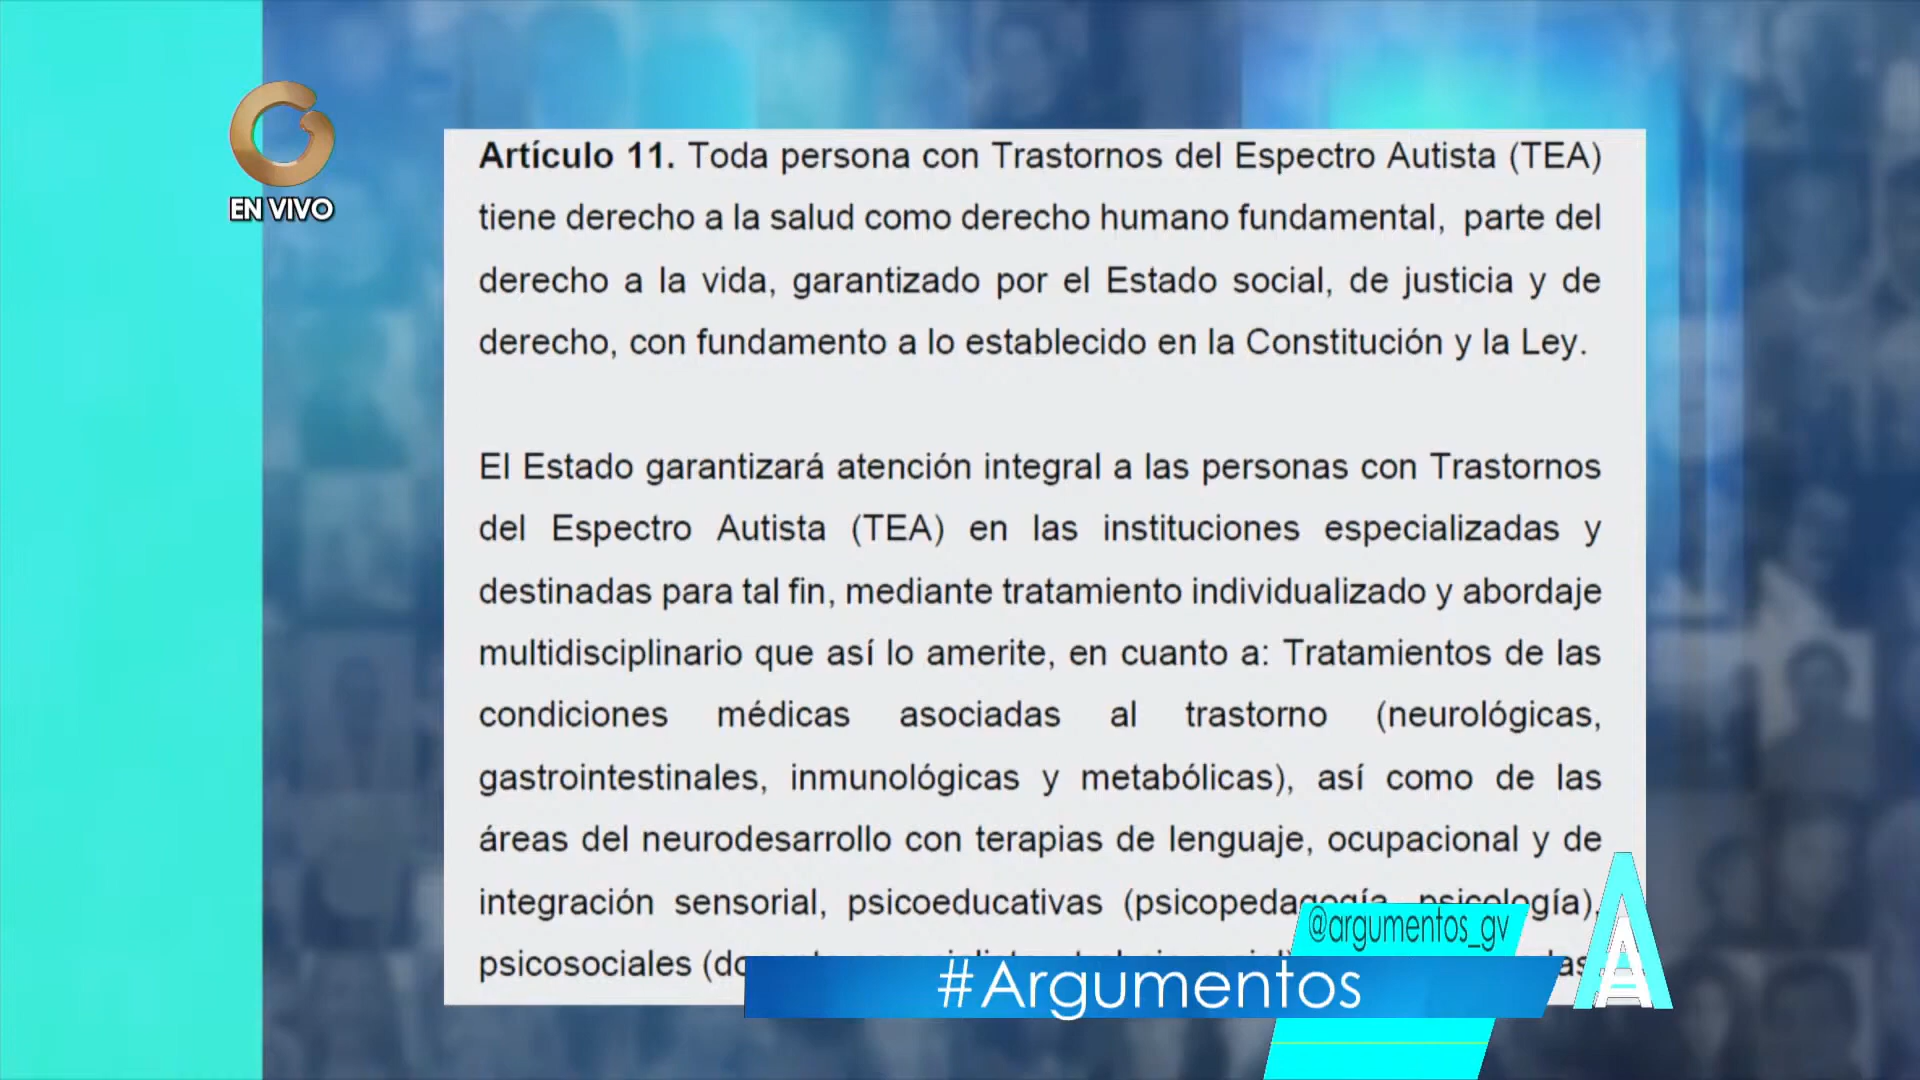 EN VIVO
Artículo 11. Toda persona con Trastornos del Espectro Autista (TEA)
tiene derecho a la salud como derecho humano fundamental, parte del
derecho a la vida, garantizado por el Estado social, de justicia y de
derecho, con fundamento a lo establecido en la Constitución y la Ley.
El Estado garantizará atención integral a las personas con Trastornos
del Espectro Autista (TEA) en las instituciones especializadas y
destinadas para tal fin, mediante tratamiento individualizado y abordaje
multidisciplinario que así lo amerite, en cuanto a: Tratamientos de las
condiciones médicas asociadas al trastorno (neurológicas,
gastrointestinales, inmunológicas y metabólicas), así como de las
áreas del neurodesarrollo con terapias de lenguaje, ocupacional y de
integración sensorial, psicoeducativas (psicopedagogía, psicología),
psicosociales
@argumentos_gv
#Argumentos